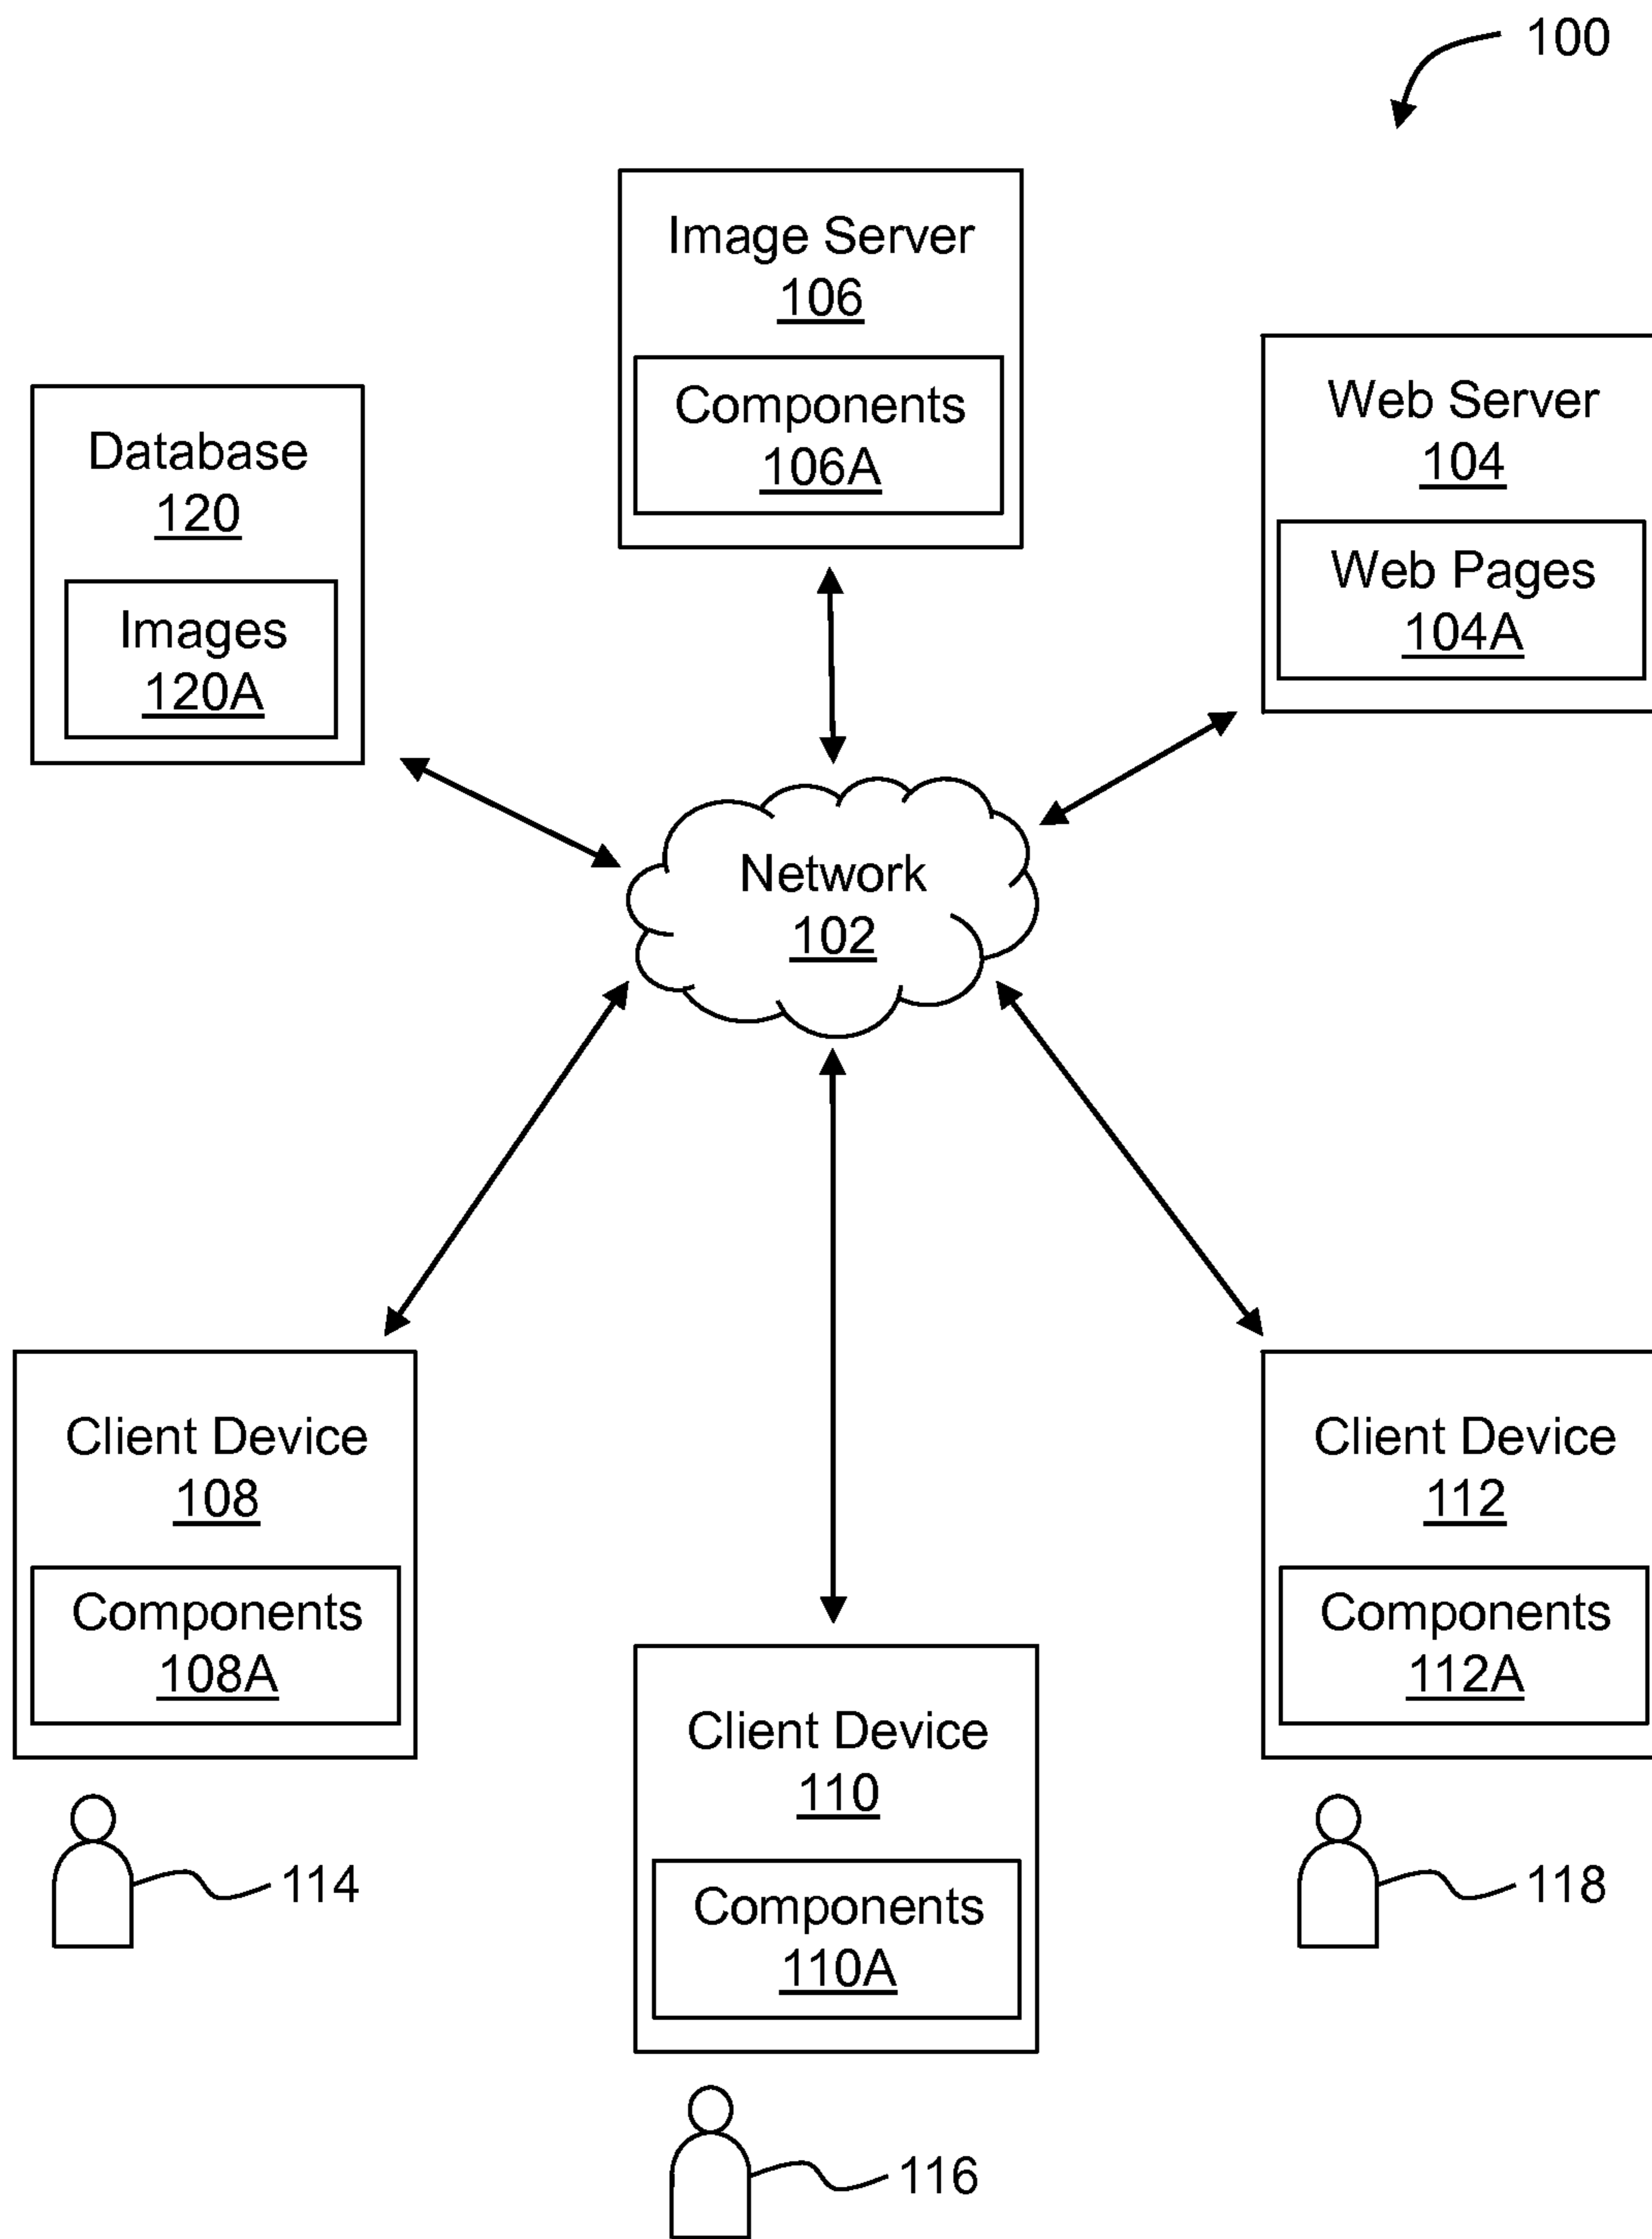 100
Image Server
106
Components
106A
Web Server
104
Web Pages
104A
Database
120
Images
120A
Network
102
Client Device
108
Components
108A
Client Device
112
Components
112A
Client Device
110
Components
110A
114
118
116